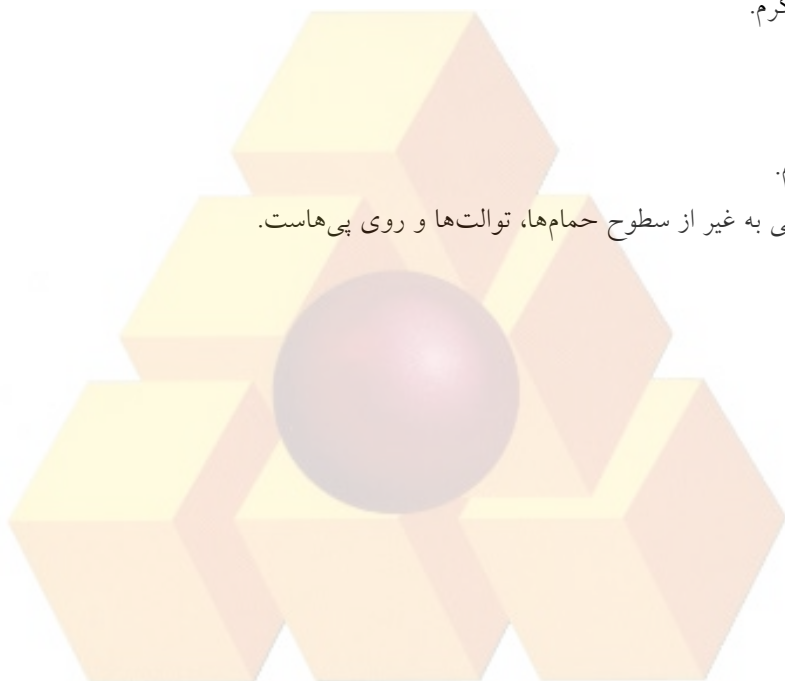 گرم.
به غیر از سطوح حمام‌ها، توالت‌ها و روی پی‌هاست.